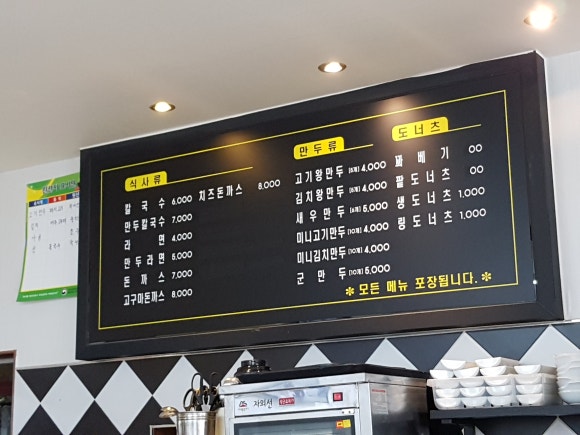 식사류
칼국수 6,000
만두칼국수 7,000
라면 4,000
만두라면 5,000
돈까스 7,000
고구마돈까스 8,000
치즈돈까스 8,000
만두류
고기왕만두 (6개) 4,000
김치왕만두 (6개) 4,000
새우만두 (6개) 5,000
미니고기만두 (10개) 4,000
미니김치만두 (10개) 4,000
군만두 (10개) 5,000
도너츠
꽈배기 00
팥도너츠 00
생도너츠 1,000
링도너츠 1,000
✽ 모든 메뉴 포장됩니다. ✽
자외선